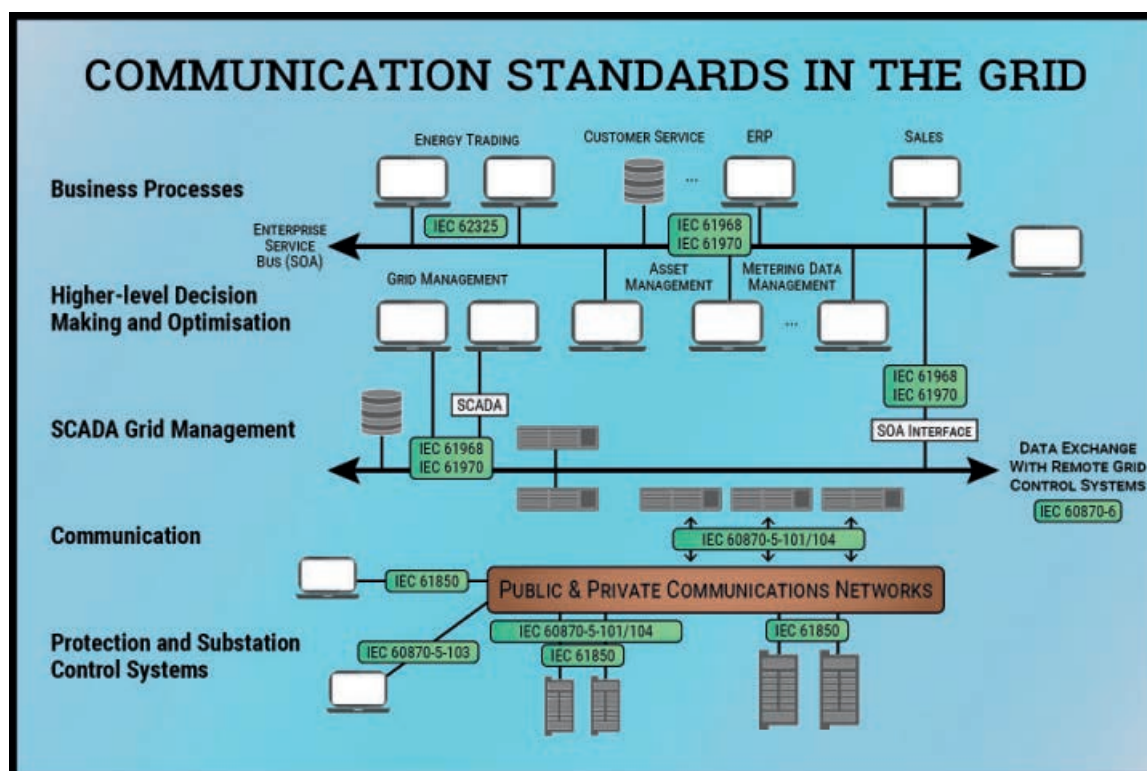 COMMUNICATION STANDARDS IN THE GRID
ENERGY TRADING
CUSTOMER SERVICE
ERP
SALES
Business Processes
...
IEC 62325
IEC 61968
IEC 61970
ENTERPRISE
SERVICE
BUS (SOA)
GRID MANAGEMENT
ASSET
MANAGEMENT
METERING DATA
MANAGEMENT
Higher-level Decision
Making and Optimisation
...
IEC 61968
IEC 61970
SCADA
SCADA Grid Management
SOA INTERFACE
IEC 61968
IEC 61970
DATA EXCHANGE
WITH REMOTE GRID
CONTROL SYSTEMS
IEC 60870-6
Communication
IEC 60870-5-101/104
IEC 61850
PUBLIC & PRIVATE COMMUNICATIONS NETWORKS
IEC 60870-5-101/104
IEC 61850
Protection and Substation
Control Systems
IEC 60870-5-103
IEC 61850